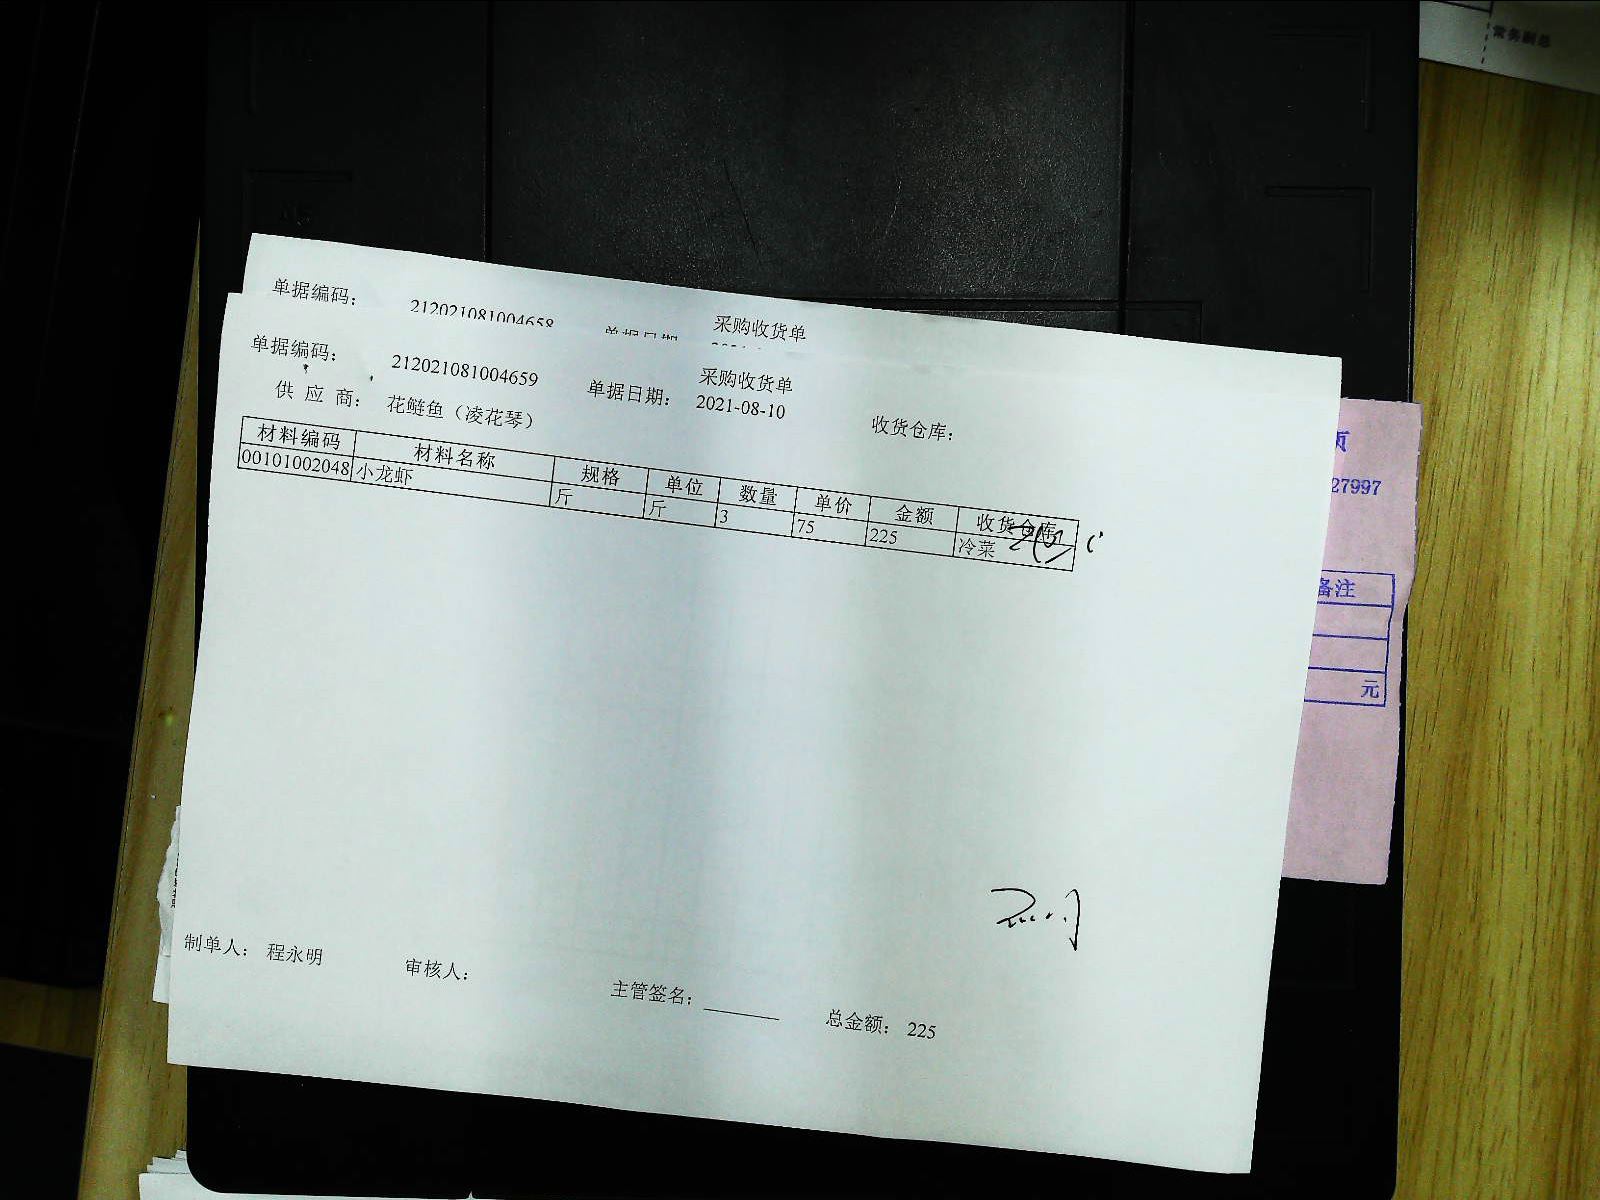 常务副总
单据编码： 212021081004658
采购收货单
采购收货单
单据编码： 212021081004659 单据日期： 2021-08-10 收货仓库：
供 应 商： 花鲢鱼（凌花琴）
材料编码 材料名称 规格 单位 数量 单价 金额 收货仓库
00101002048 小龙虾 斤 斤 3 75 225 冷菜
制单人： 程永明 审核人： 主管签名： 总金额： 225
27997
备注
元